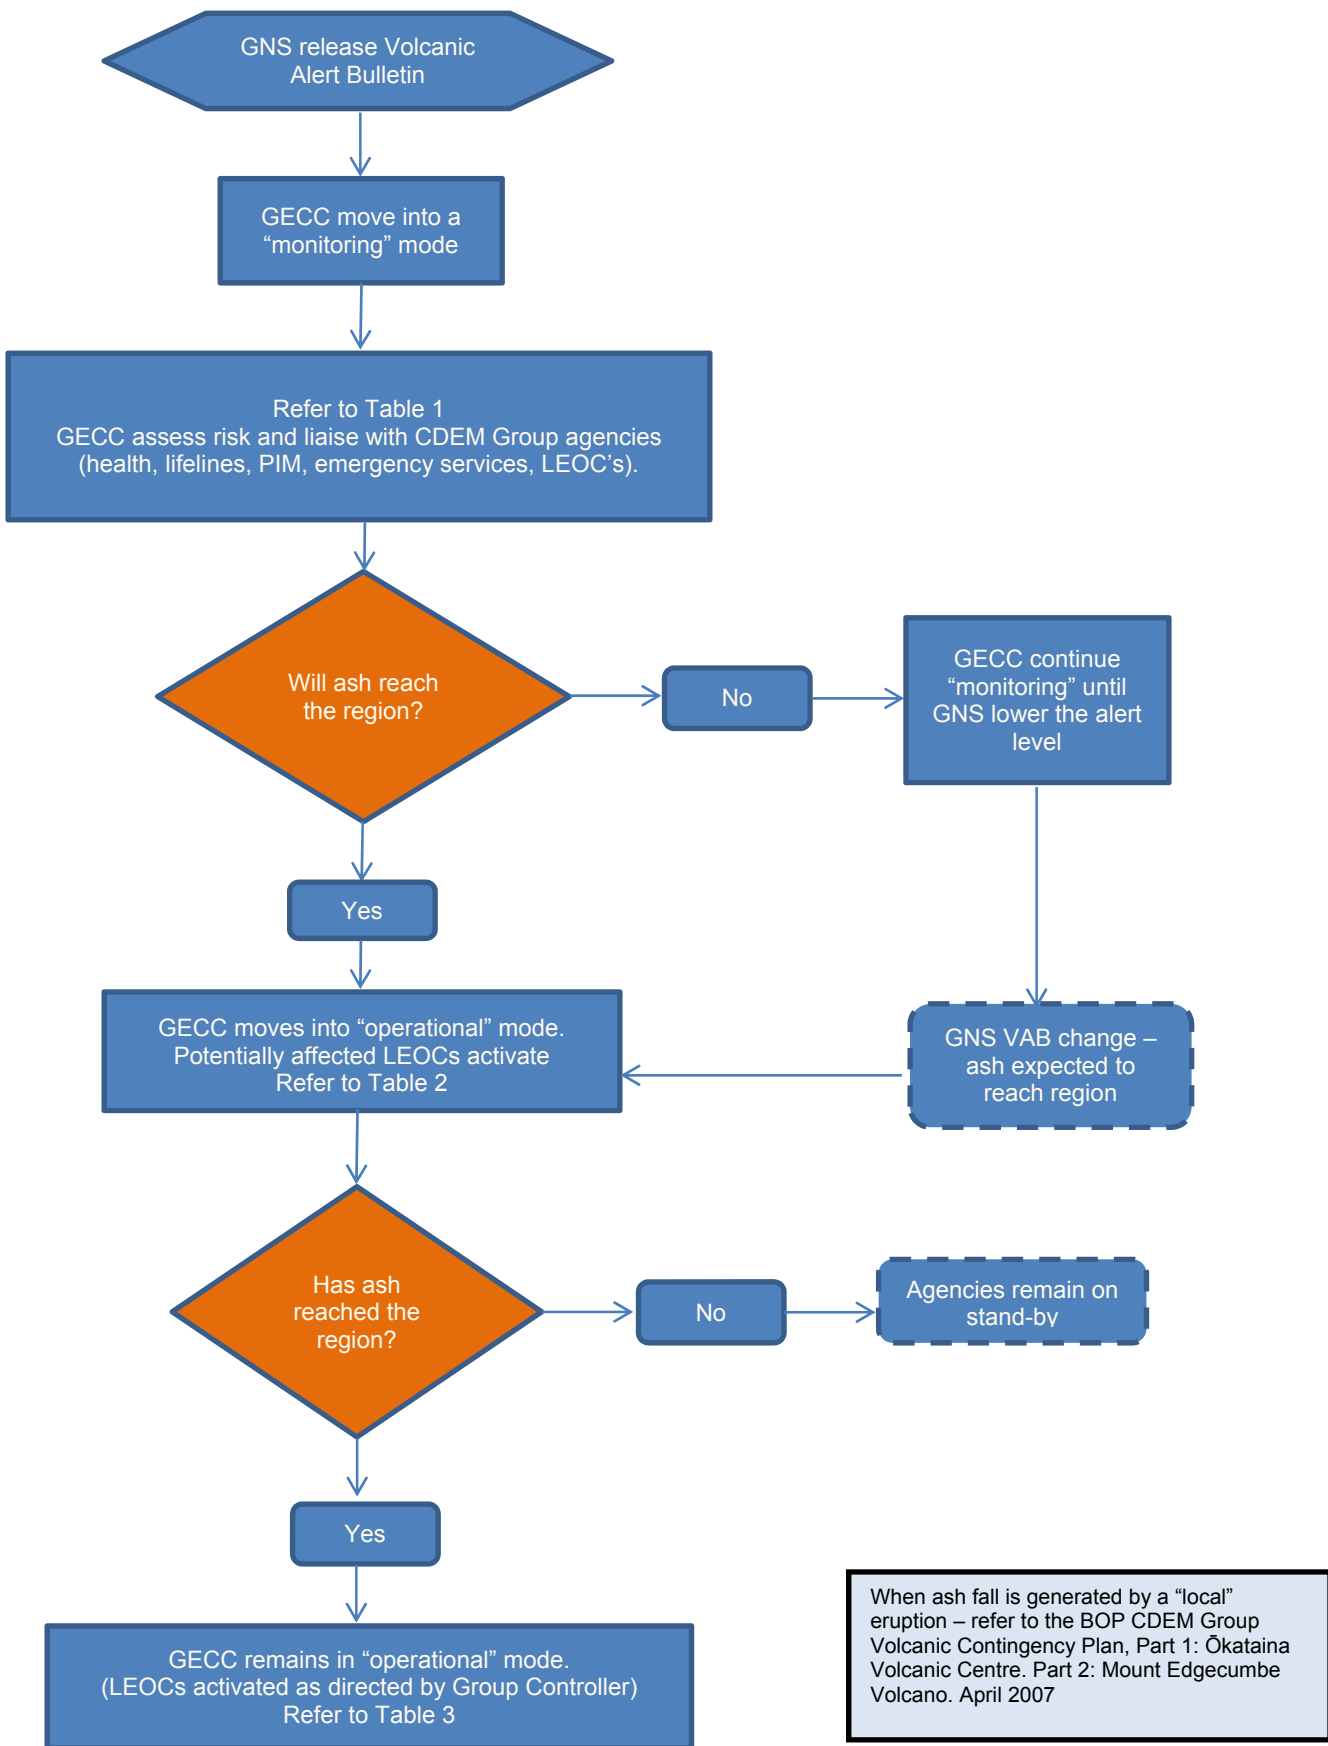 GNS release Volcanic
Alert Bulletin
GECC move into a
“monitoring” mode
Refer to Table 1
GECC assess risk and liaise with CDEM Group agencies
(health, lifelines, PIM, emergency services, LEOC’s).
Will ash reach
the region?
No
GECC continue
“monitoring” until
GNS lower the alert
level
Yes
GECC moves into “operational” mode.
Potentially affected LEOCs activate
Refer to Table 2
GNS VAB change –
ash expected to
reach region
Has ash
reached the
region?
No
Agencies remain on
stand-by
Yes
GECC remains in “operational” mode.
(LEOCs activated as directed by Group Controller)
Refer to Table 3
When ash fall is generated by a “local”
eruption – refer to the BOP CDEM Group
Volcanic Contingency Plan, Part 1: Ōkataina
Volcanic Centre. Part 2: Mount Edgecumbe
Volcano. April 2007